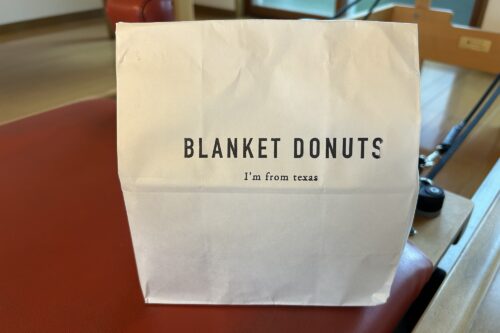 BLANKET DONUTS
I'm from texas